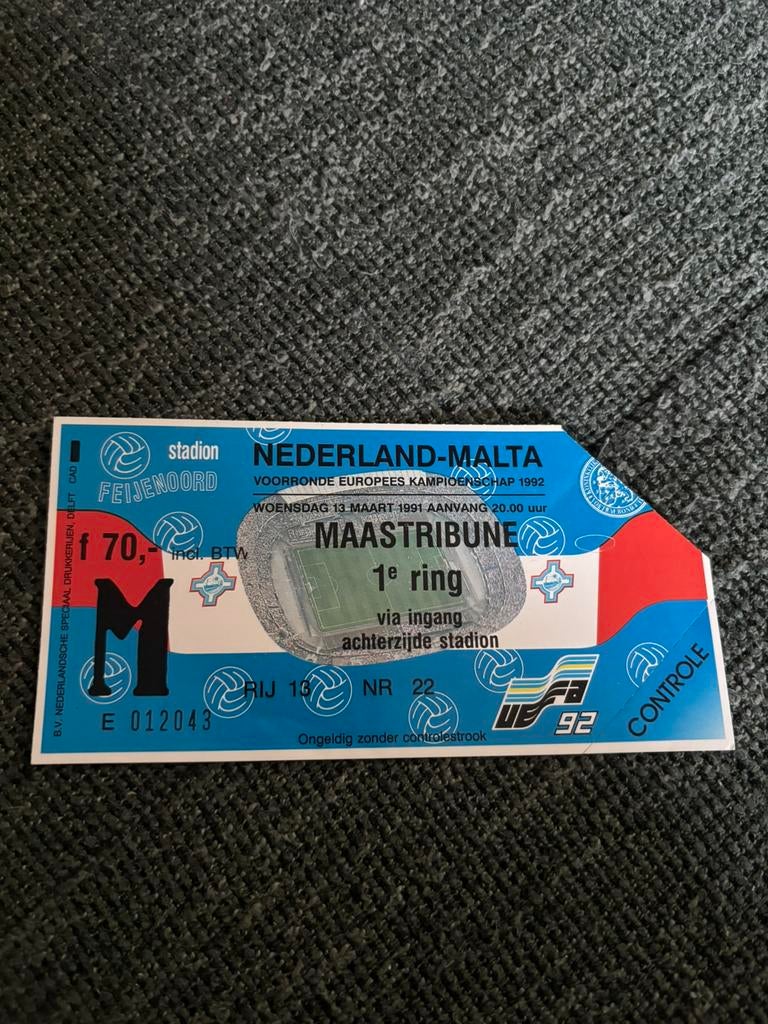 stadion
FEIJENOORD
NEDERLAND-MALTA
VOORRONDE EUROPEES KAMPIOENSCHAP 1992
WOENSDAG 13 MAART 1991 AANVANG 20.00 uur
MAASTRIBUNE
1e ring
via ingang
achterzijde stadion
f 70,- incl. BTW
M
E 012043
RIJ 13 NR 22
Ongeldig zonder controlestrook
UEFA
92
CONTROLE
B.V. NEDERLANDSCHE SPECIAAL DRUKKERIJEN, DELFT CAD